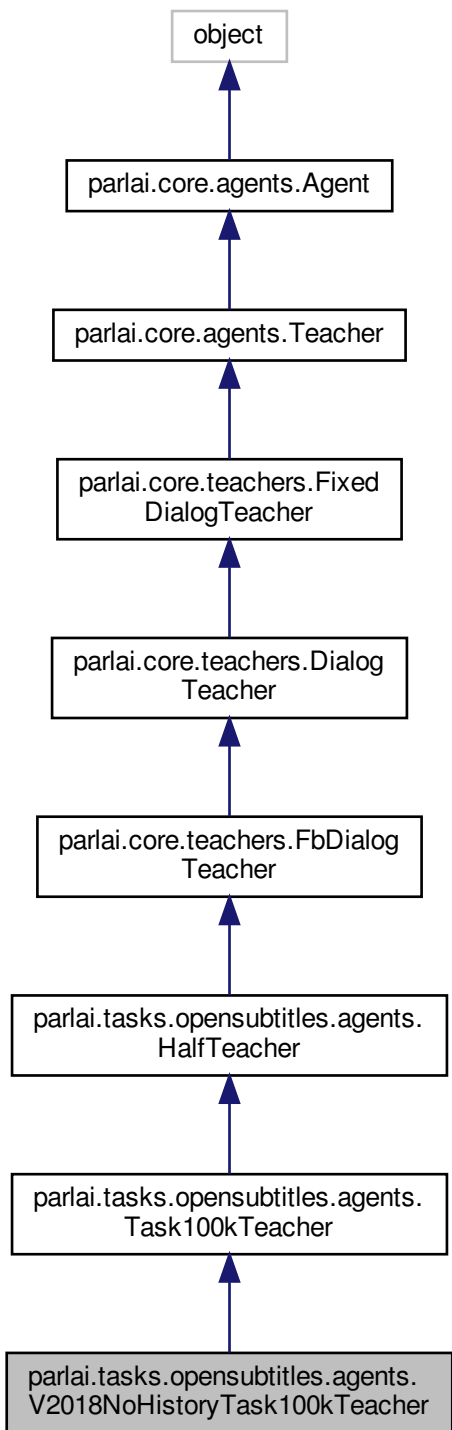 object
parlai.core.agents.Agent
parlai.core.agents.Teacher
parlai.core.teachers.Fixed
DialogTeacher
parlai.core.teachers.Dialog
Teacher
parlai.core.teachers.FbDialog
Teacher
parlai.tasks.opensubtitles.agents.
HalfTeacher
parlai.tasks.opensubtitles.agents.
Task100kTeacher
parlai.tasks.opensubtitles.agents.
V2018NoHistoryTask100kTeacher